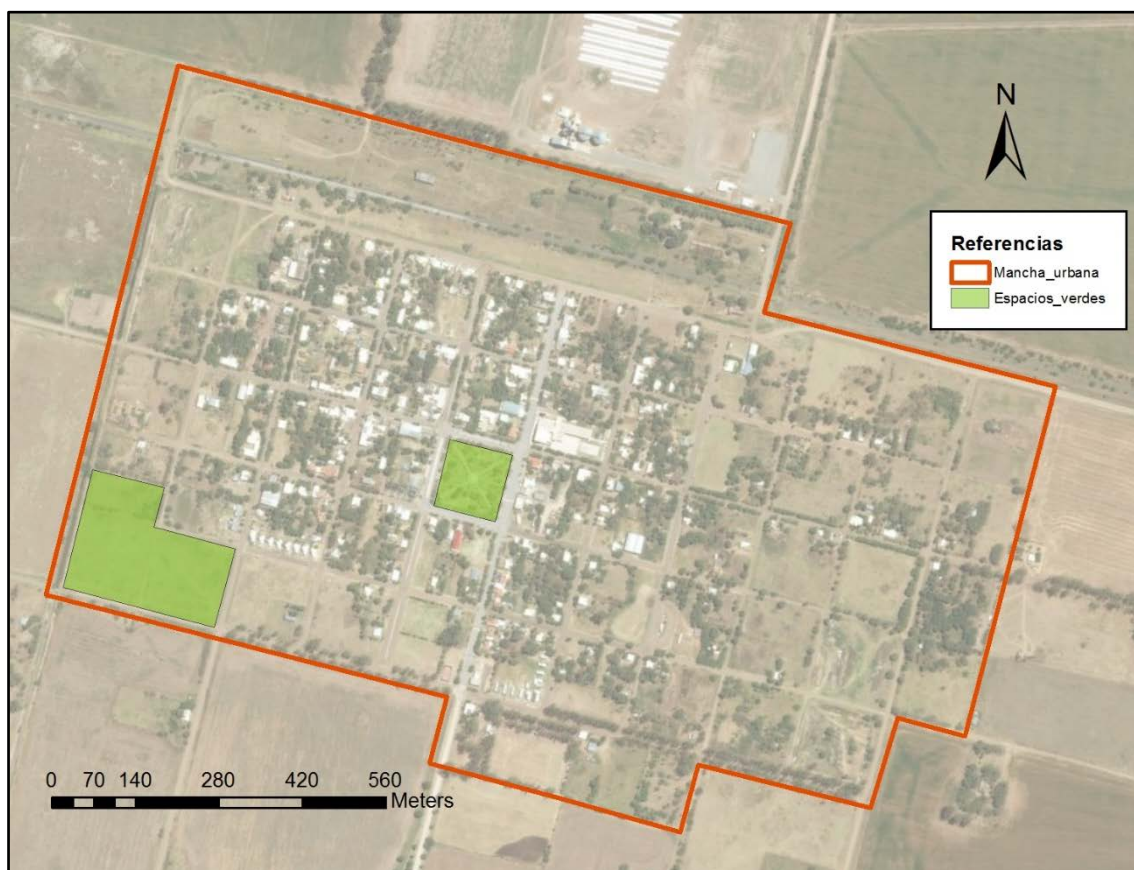 N
Referencias
Mancha_urbana
Espacios_verdes
0 70 140 280 420 560
Meters